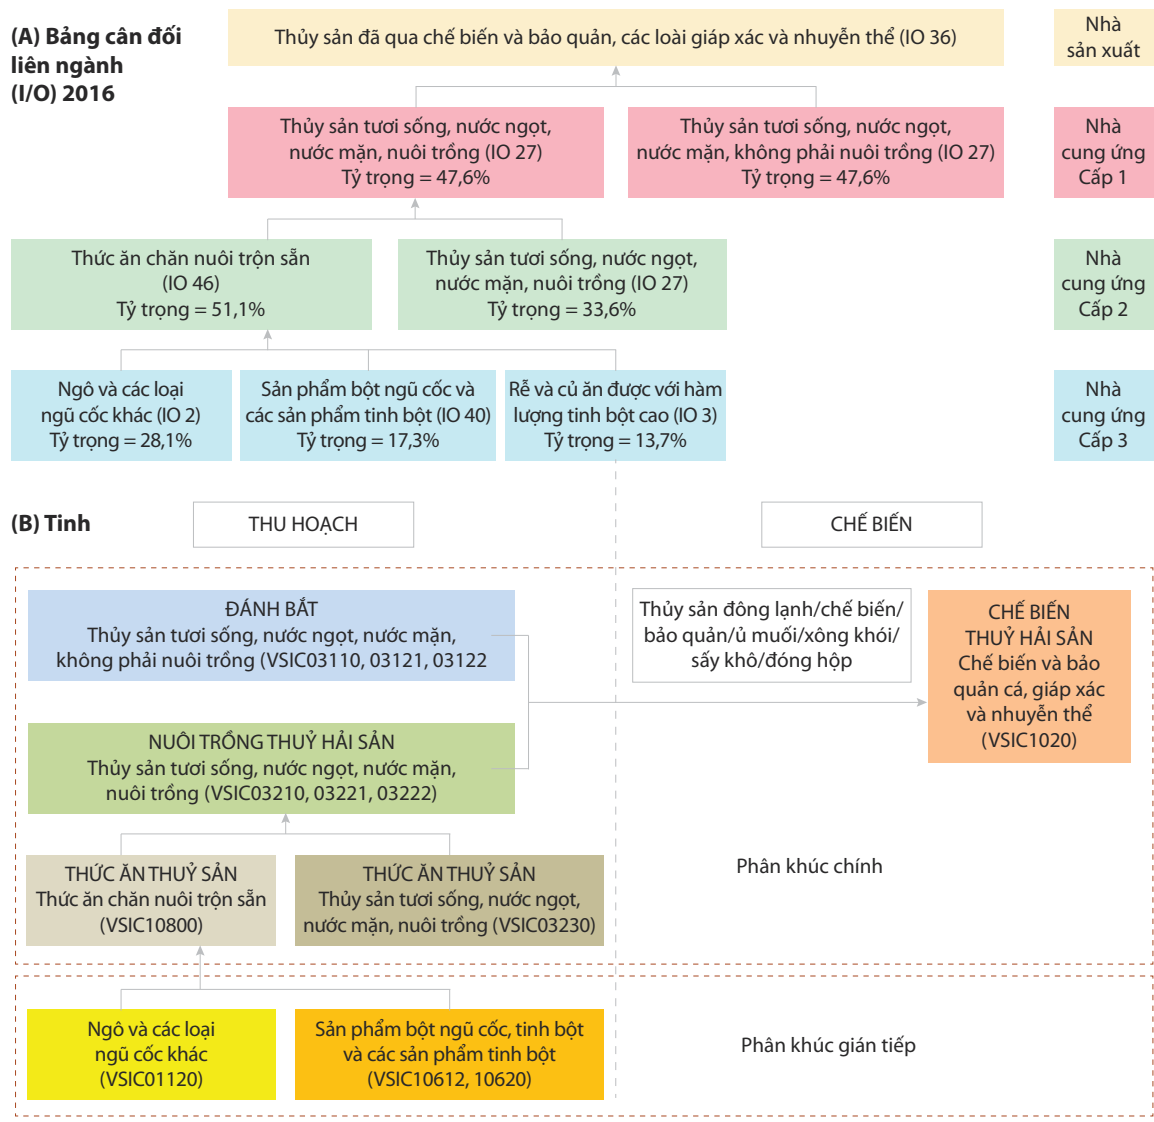 (A) Bảng cân đối
liên ngành
(I/O) 2016
Thủy sản đã qua chế biến và bảo quản, các loài giáp xác và nhuyễn thể (IO 36)
Nhà
sản xuất
Thủy sản tươi sống, nước ngọt,
nước mặn, nuôi trồng (IO 27)
Tỷ trọng = 47,6%
Thủy sản tươi sống, nước ngọt,
nước mặn, không phải nuôi trồng (IO 27)
Tỷ trọng = 47,6%
Nhà
cung ứng
Cấp 1
Thức ăn chăn nuôi trộn sẵn
(IO 46)
Tỷ trọng = 51,1%
Thủy sản tươi sống, nước ngọt,
nước mặn, nuôi trồng (IO 27)
Tỷ trọng = 33,6%
Nhà
cung ứng
Cấp 2
Ngô và các loại
ngũ cốc khác (IO 2)
Tỷ trọng = 28,1%
Sản phẩm bột ngũ cốc và
các sản phẩm tinh bột (IO 40)
Tỷ trọng = 17,3%
Rễ và củ ăn được với hàm
lượng tinh bột cao (IO 3)
Tỷ trọng = 13,7%
Nhà
cung ứng
Cấp 3
(B) Tinh
THU HOẠCH
CHẾ BIẾN
ĐÁNH BẮT
Thủy sản tươi sống, nước ngọt, nước mặn,
không phải nuôi trồng (VSIC03110, 03121, 03122
Thủy sản đông lạnh/chế biến/
bảo quản/ủ muối/xông khói/
sấy khô/đóng hộp
CHẾ BIẾN
THUỶ HẢI SẢN
Chế biến và bảo
quản cá, giáp xác
và nhuyễn thể
(VSIC1020)
NUÔI TRỒNG THUỶ HẢI SẢN
Thủy sản tươi sống, nước ngọt, nước mặn,
nuôi trồng (VSIC03210, 03221, 03222)
THỨC ĂN THUỶ SẢN
Thức ăn chăn nuôi trộn sẵn
(VSIC10800)
THỨC ĂN THUỶ SẢN
Thủy sản tươi sống, nước ngọt,
nước mặn, nuôi trồng (VSIC03230)
Phân khúc chính
Ngô và các loại
ngũ cốc khác
(VSIC01120)
Sản phẩm bột ngũ cốc, tinh bột
và các sản phẩm tinh bột
(VSIC10612, 10620)
Phân khúc gián tiếp